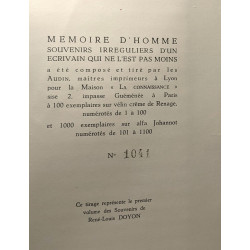 MEMOIRE D'HOMME
SOUVENIRS IRREGULIERS D'UN
ECRIVAIN QUI NE L'EST PAS MOINS
a été composé et tiré par les
AUDIN, maîtres imprimeurs à Lyon
pour la Maison "LA CONNAISSANCE"
sise 2, impasse Guéménée à Paris
à 100 exemplaires sur vélin crème de Renage,
numérotés de 1 à 100
et 1000 exemplaires sur alfa Johannot
numérotés de 101 à 1100
N° 1041
Ce tirage représente le premier
volume des Souvenirs de
René-Louis DOYON